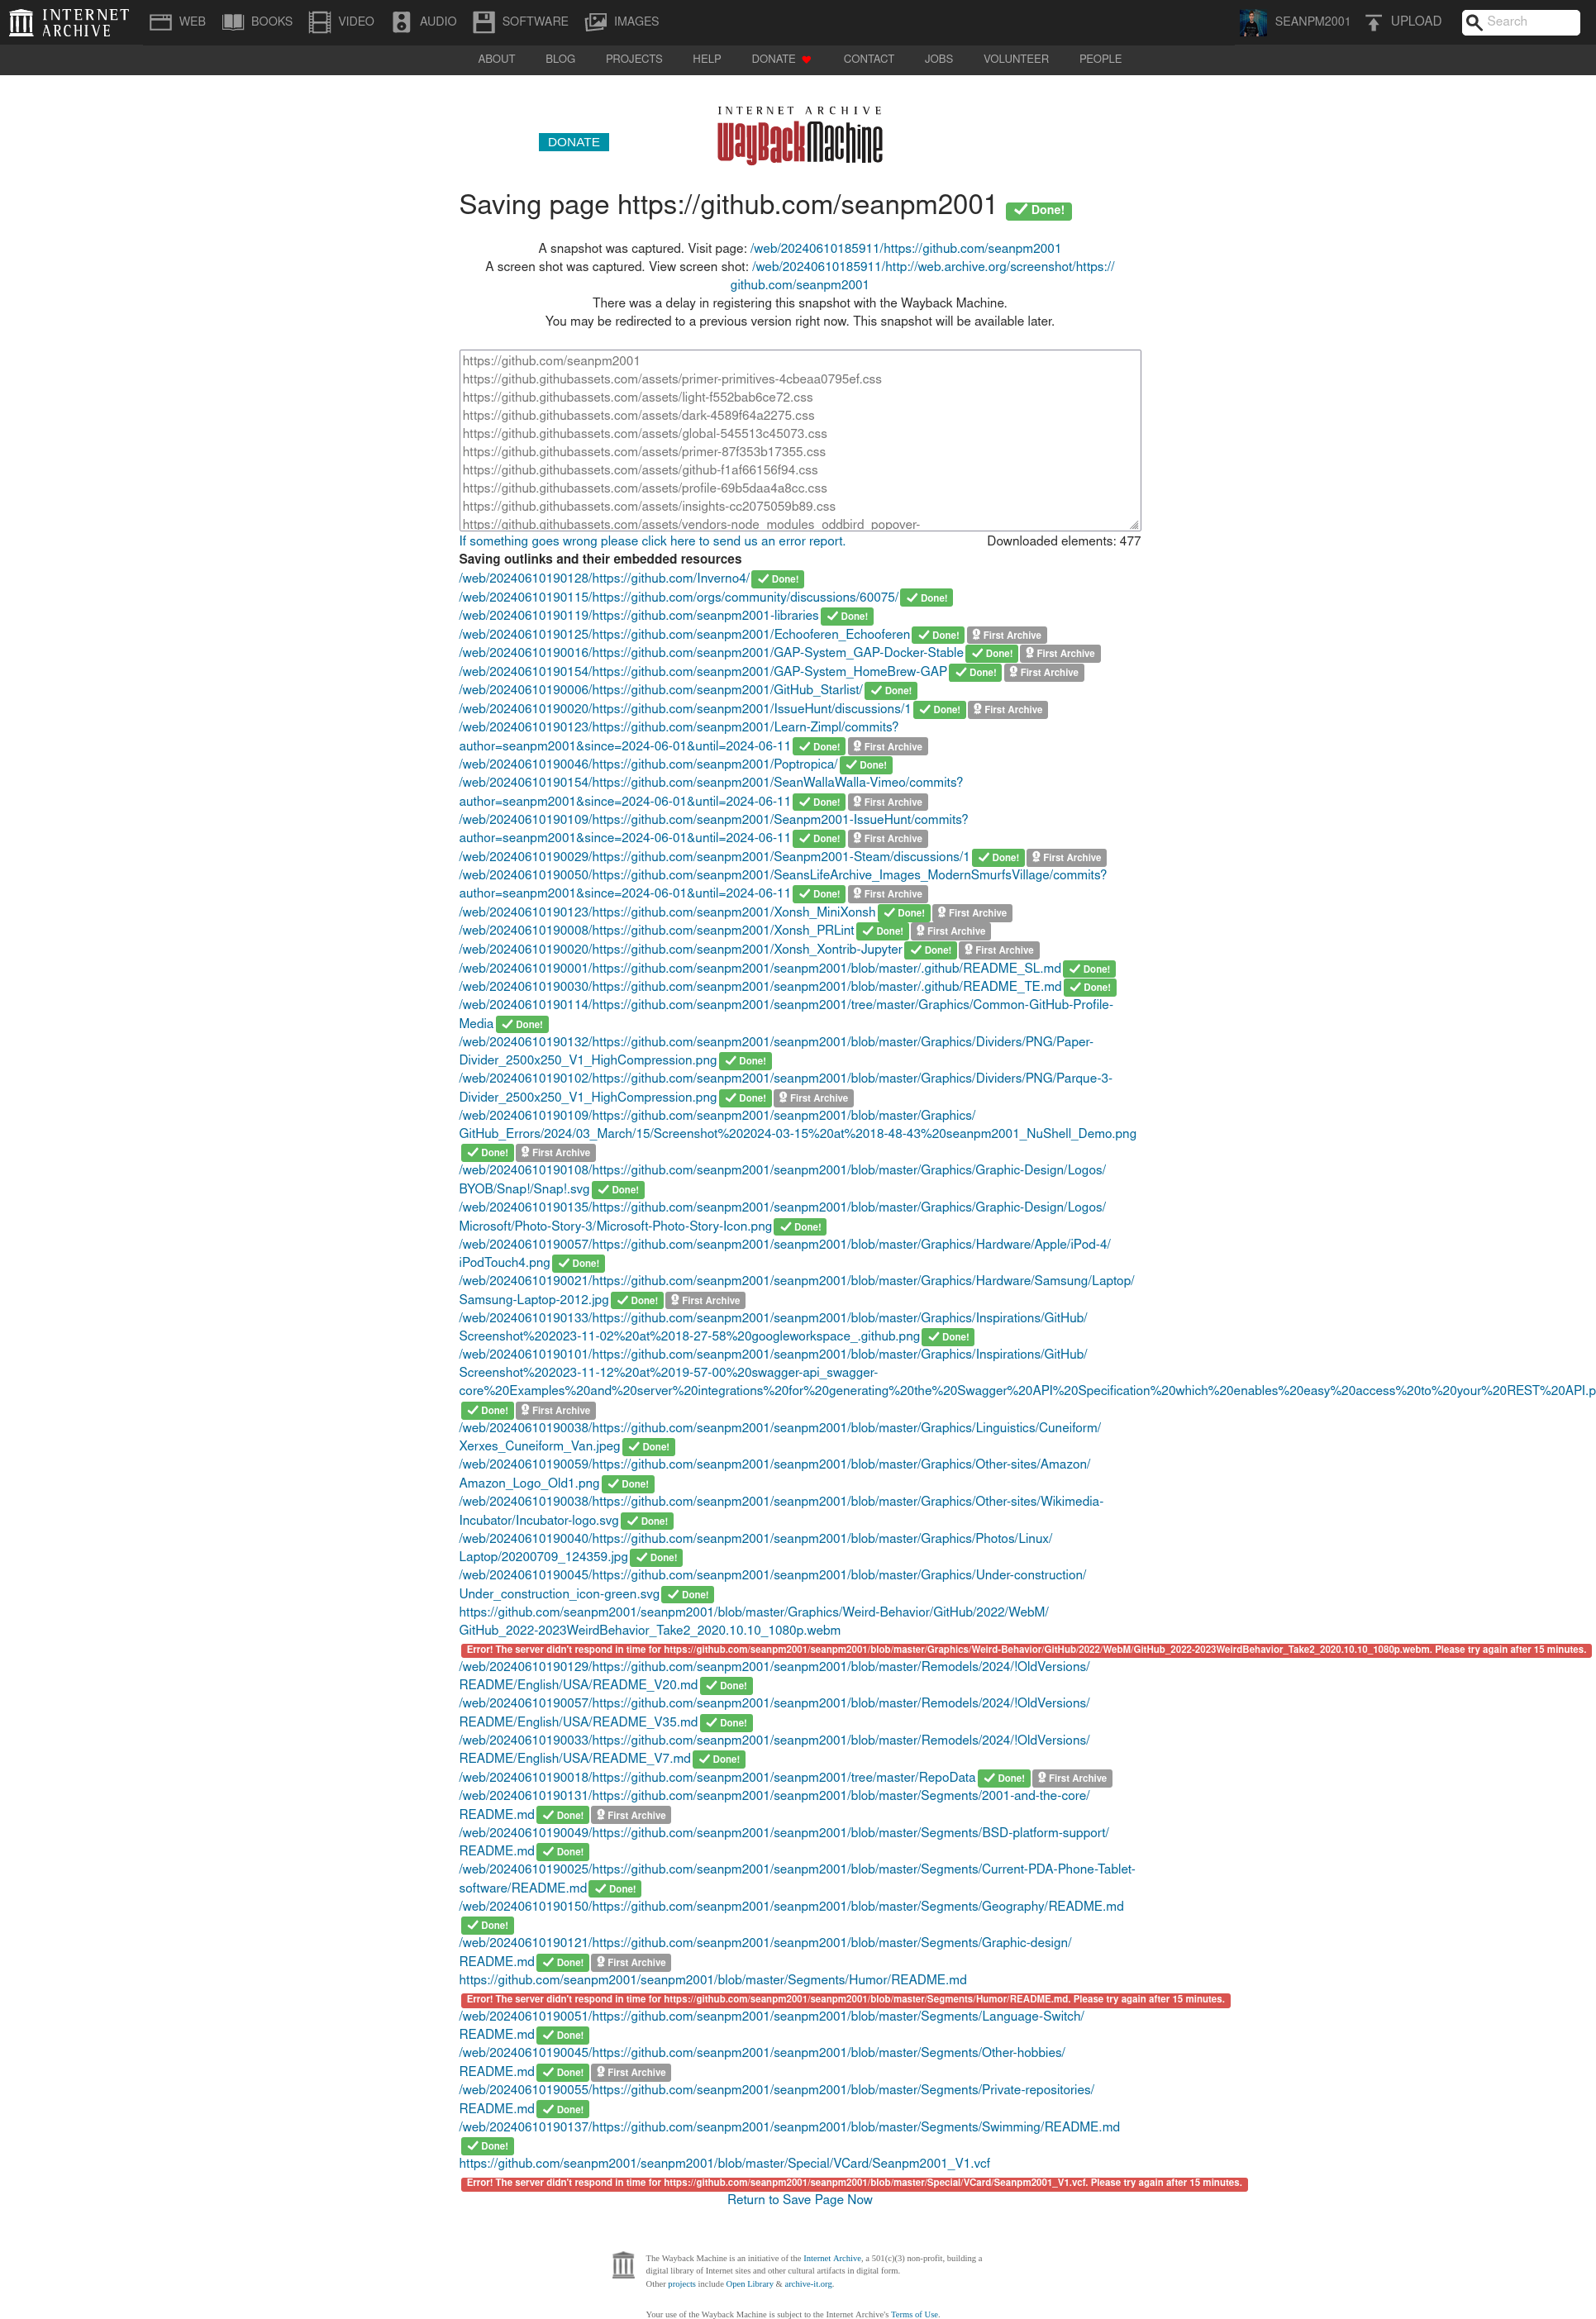 INTERNET ARCHIVE WEB BOOKS VIDEO AUDIO SOFTWARE IMAGES SEANPM2001 UPLOAD Search
ABOUT BLOG PROJECTS HELP DONATE CONTACT JOBS VOLUNTEER PEOPLE
INTERNET ARCHIVE
DONATE WayBackMachine
Saving page https://github.com/seanpm2001 Done!
A snapshot was captured. Visit page: /web/20240610185911/https://github.com/seanpm2001
A screen shot was captured. View screen shot: /web/20240610185911/http://web.archive.org/screenshot/https://
github.com/seanpm2001
There was a delay in registering this snapshot with the Wayback Machine.
You may be redirected to a previous version right now. This snapshot will be available later.
https://github.com/seanpm2001
https://github.githubassets.com/assets/primer-primitives-4cbeaa0795ef.css
https://github.githubassets.com/assets/light-f552bab6ce72.css
https://github.githubassets.com/assets/dark-4589f64a2275.css
https://github.githubassets.com/assets/global-545513c45073.css
https://github.githubassets.com/assets/primer-87f353b17355.css
https://github.githubassets.com/assets/github-f1af66156f94.css
https://github.githubassets.com/assets/profile-69b5daa4a8cc.css
https://github.githubassets.com/assets/insights-cc2075059b89.css
https://github.githubassets.com/assets/vendors-node_modules_oddbird_popover-
If something goes wrong please click here to send us an error report. Downloaded elements: 477
Saving outlinks and their embedded resources
/web/20240610190128/https://github.com/Inverno4/ Done!
/web/20240610190115/https://github.com/orgs/community/discussions/60075/ Done!
/web/20240610190119/https://github.com/seanpm2001-libraries Done!
/web/20240610190125/https://github.com/seanpm2001/Echooferen_Echooferen Done! First Archive
/web/20240610190016/https://github.com/seanpm2001/GAP-System_GAP-Docker-Stable Done! First Archive
/web/20240610190154/https://github.com/seanpm2001/GAP-System_HomeBrew-GAP Done! First Archive
/web/20240610190006/https://github.com/seanpm2001/GitHub_Starlist/ Done!
/web/20240610190020/https://github.com/seanpm2001/IssueHunt/discussions/1 Done! First Archive
/web/20240610190123/https://github.com/seanpm2001/Learn-Zimpl/commits?
author=seanpm2001&since=2024-06-01&until=2024-06-11 Done! First Archive
/web/20240610190046/https://github.com/seanpm2001/Poptropica/ Done!
/web/20240610190154/https://github.com/seanpm2001/SeanWallaWalla-Vimeo/commits?
author=seanpm2001&since=2024-06-01&until=2024-06-11 Done! First Archive
/web/20240610190109/https://github.com/seanpm2001/Seanpm2001-IssueHunt/commits?
author=seanpm2001&since=2024-06-01&until=2024-06-11 Done! First Archive
/web/20240610190029/https://github.com/seanpm2001/Seanpm2001-Steam/discussions/1 Done! First Archive
/web/20240610190050/https://github.com/seanpm2001/SeansLifeArchive_Images_ModernSmurfsVillage/commits?
author=seanpm2001&since=2024-06-01&until=2024-06-11 Done! First Archive
/web/20240610190123/https://github.com/seanpm2001/Xonsh_MiniXonsh Done! First Archive
/web/20240610190008/https://github.com/seanpm2001/Xonsh_PRLint Done! First Archive
/web/20240610190020/https://github.com/seanpm2001/Xonsh_Xontrib-Jupyter Done! First Archive
/web/20240610190001/https://github.com/seanpm2001/seanpm2001/blob/master/.github/README_SL.md Done!
/web/20240610190030/https://github.com/seanpm2001/seanpm2001/blob/master/.github/README_TE.md Done!
/web/20240610190114/https://github.com/seanpm2001/seanpm2001/tree/master/Graphics/Common-GitHub-Profile-
Media Done!
/web/20240610190132/https://github.com/seanpm2001/seanpm2001/blob/master/Graphics/Dividers/PNG/Paper-
Divider_2500x250_V1_HighCompression.png Done!
/web/20240610190102/https://github.com/seanpm2001/seanpm2001/blob/master/Graphics/Dividers/PNG/Parque-3-
Divider_2500x250_V1_HighCompression.png Done! First Archive
/web/20240610190109/https://github.com/seanpm2001/seanpm2001/blob/master/Graphics/
GitHub_Errors/2024/03_March/15/Screenshot%202024-03-15%20at%2018-48-43%20seanpm2001_NuShell_Demo.png
Done! First Archive
/web/20240610190108/https://github.com/seanpm2001/seanpm2001/blob/master/Graphics/Graphic-Design/Logos/
BYOB/Snap!/Snap!.svg Done!
/web/20240610190135/https://github.com/seanpm2001/seanpm2001/blob/master/Graphics/Graphic-Design/Logos/
Microsoft/Photo-Story-3/Microsoft-Photo-Story-Icon.png Done!
/web/20240610190057/https://github.com/seanpm2001/seanpm2001/blob/master/Graphics/Hardware/Apple/iPod-4/
iPodTouch4.png Done!
/web/20240610190021/https://github.com/seanpm2001/seanpm2001/blob/master/Graphics/Hardware/Samsung/Laptop/
Samsung-Laptop-2012.jpg Done! First Archive
/web/20240610190133/https://github.com/seanpm2001/seanpm2001/blob/master/Graphics/Inspirations/GitHub/
Screenshot%202023-11-02%20at%2018-27-58%20googleworkspace_.github.png Done!
/web/20240610190101/https://github.com/seanpm2001/seanpm2001/blob/master/Graphics/Inspirations/GitHub/
Screenshot%202023-11-12%20at%2019-57-00%20swagger-api_swagger-
core%20Examples%20and%20server%20integrations%20for%20generating%20the%20Swagger%20API%20Specification%20which%20enables%20easy%20access%20to%20your%20REST%20API.p
Done! First Archive
/web/20240610190038/https://github.com/seanpm2001/seanpm2001/blob/master/Graphics/Linguistics/Cuneiform/
Xerxes_Cuneiform_Van.jpeg Done!
/web/20240610190059/https://github.com/seanpm2001/seanpm2001/blob/master/Graphics/Other-sites/Amazon/
Amazon_Logo_Old1.png Done!
/web/20240610190038/https://github.com/seanpm2001/seanpm2001/blob/master/Graphics/Other-sites/Wikimedia-
Incubator/Incubator-logo.svg Done!
/web/20240610190040/https://github.com/seanpm2001/seanpm2001/blob/master/Graphics/Photos/Linux/
Laptop/20200709_124359.jpg Done!
/web/20240610190045/https://github.com/seanpm2001/seanpm2001/blob/master/Graphics/Under-construction/
Under_construction_icon-green.svg Done!
https://github.com/seanpm2001/seanpm2001/blob/master/Graphics/Weird-Behavior/GitHub/2022/WebM/
GitHub_2022-2023WeirdBehavior_Take2_2020.10.10_1080p.webm
Error! The server didn't respond in time for https://github.com/seanpm2001/seanpm2001/blob/master/Graphics/Weird-Behavior/GitHub/2022/WebM/GitHub_2022-2023WeirdBehavior_Take2_2020.10.10_1080p.webm. Please try again after 15 minutes.
/web/20240610190129/https://github.com/seanpm2001/seanpm2001/blob/master/Remodels/2024/!OldVersions/
README/English/USA/README_V20.md Done!
/web/20240610190057/https://github.com/seanpm2001/seanpm2001/blob/master/Remodels/2024/!OldVersions/
README/English/USA/README_V35.md Done!
/web/20240610190033/https://github.com/seanpm2001/seanpm2001/blob/master/Remodels/2024/!OldVersions/
README/English/USA/README_V7.md Done!
/web/20240610190018/https://github.com/seanpm2001/seanpm2001/tree/master/RepoData Done! First Archive
/web/20240610190131/https://github.com/seanpm2001/seanpm2001/blob/master/Segments/2001-and-the-core/
README.md Done! First Archive
/web/20240610190049/https://github.com/seanpm2001/seanpm2001/blob/master/Segments/BSD-platform-support/
README.md Done!
/web/20240610190025/https://github.com/seanpm2001/seanpm2001/blob/master/Segments/Current-PDA-Phone-Tablet-
software/README.md Done!
/web/20240610190150/https://github.com/seanpm2001/seanpm2001/blob/master/Segments/Geography/README.md
Done!
/web/20240610190121/https://github.com/seanpm2001/seanpm2001/blob/master/Segments/Graphic-design/
README.md Done! First Archive
https://github.com/seanpm2001/seanpm2001/blob/master/Segments/Humor/README.md
Error! The server didn't respond in time for https://github.com/seanpm2001/seanpm2001/blob/master/Segments/Humor/README.md. Please try again after 15 minutes.
/web/20240610190051/https://github.com/seanpm2001/seanpm2001/blob/master/Segments/Language-Switch/
README.md Done!
/web/20240610190045/https://github.com/seanpm2001/seanpm2001/blob/master/Segments/Other-hobbies/
README.md Done! First Archive
/web/20240610190055/https://github.com/seanpm2001/seanpm2001/blob/master/Segments/Private-repositories/
README.md Done!
/web/20240610190137/https://github.com/seanpm2001/seanpm2001/blob/master/Segments/Swimming/README.md
Done!
https://github.com/seanpm2001/seanpm2001/blob/master/Special/VCard/Seanpm2001_V1.vcf
Error! The server didn't respond in time for https://github.com/seanpm2001/seanpm2001/blob/master/Special/VCard/Seanpm2001_V1.vcf. Please try again after 15 minutes.
Return to Save Page Now
The Wayback Machine is an initiative of the Internet Archive, a 501(c)(3) non-profit, building a
digital library of Internet sites and other cultural artifacts in digital form.
Other projects include Open Library & archive-it.org.
Your use of the Wayback Machine is subject to the Internet Archive's Terms of Use.